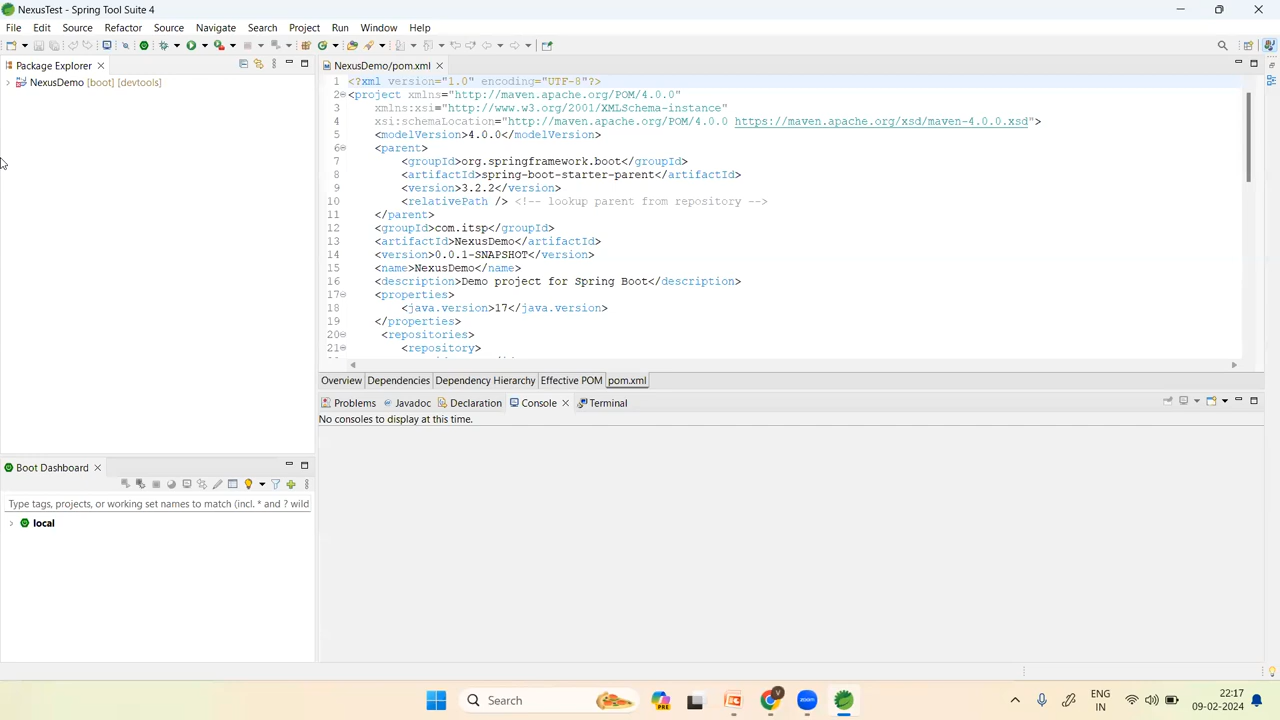 NexusTest - Spring Tool Suite 4
File Edit Source Refactor Source Navigate Search Project Run Window Help
Package Explorer
NexusDemo [boot] [devtools]
NexusDemo/pom.xml
1 <?xml version="1.0" encoding="UTF-8"?>
2 <project xmlns="http://maven.apache.org/POM/4.0.0"
3 xmlns:xsi="http://www.w3.org/2001/XMLSchema-instance"
4 xsi:schemaLocation="http://maven.apache.org/POM/4.0.0 https://maven.apache.org/xsd/maven-4.0.0.xsd">
5 <modelVersion>4.0.0</modelVersion>
6 <parent>
7 <groupId>org.springframework.boot</groupId>
8 <artifactId>spring-boot-starter-parent</artifactId>
9 <version>3.2.2</version>
10 <relativePath /> <!-- lookup parent from repository -->
11 </parent>
12 <groupId>com.itsp</groupId>
13 <artifactId>NexusDemo</artifactId>
14 <version>0.0.1-SNAPSHOT</version>
15 <name>NexusDemo</name>
16 <description>Demo project for Spring Boot</description>
17 <properties>
18 <java.version>17</java.version>
19 </properties>
20 <repositories>
21 <repository>
Overview Dependencies Dependency Hierarchy Effective POM pom.xml
Problems Javadoc Declaration Console Terminal
No consoles to display at this time.
Boot Dashboard
Type tags, projects, or working set names to match (incl. * and ? wild
local
Search
PRE
V
zoom
ENG
IN
22:17
09-02-2024